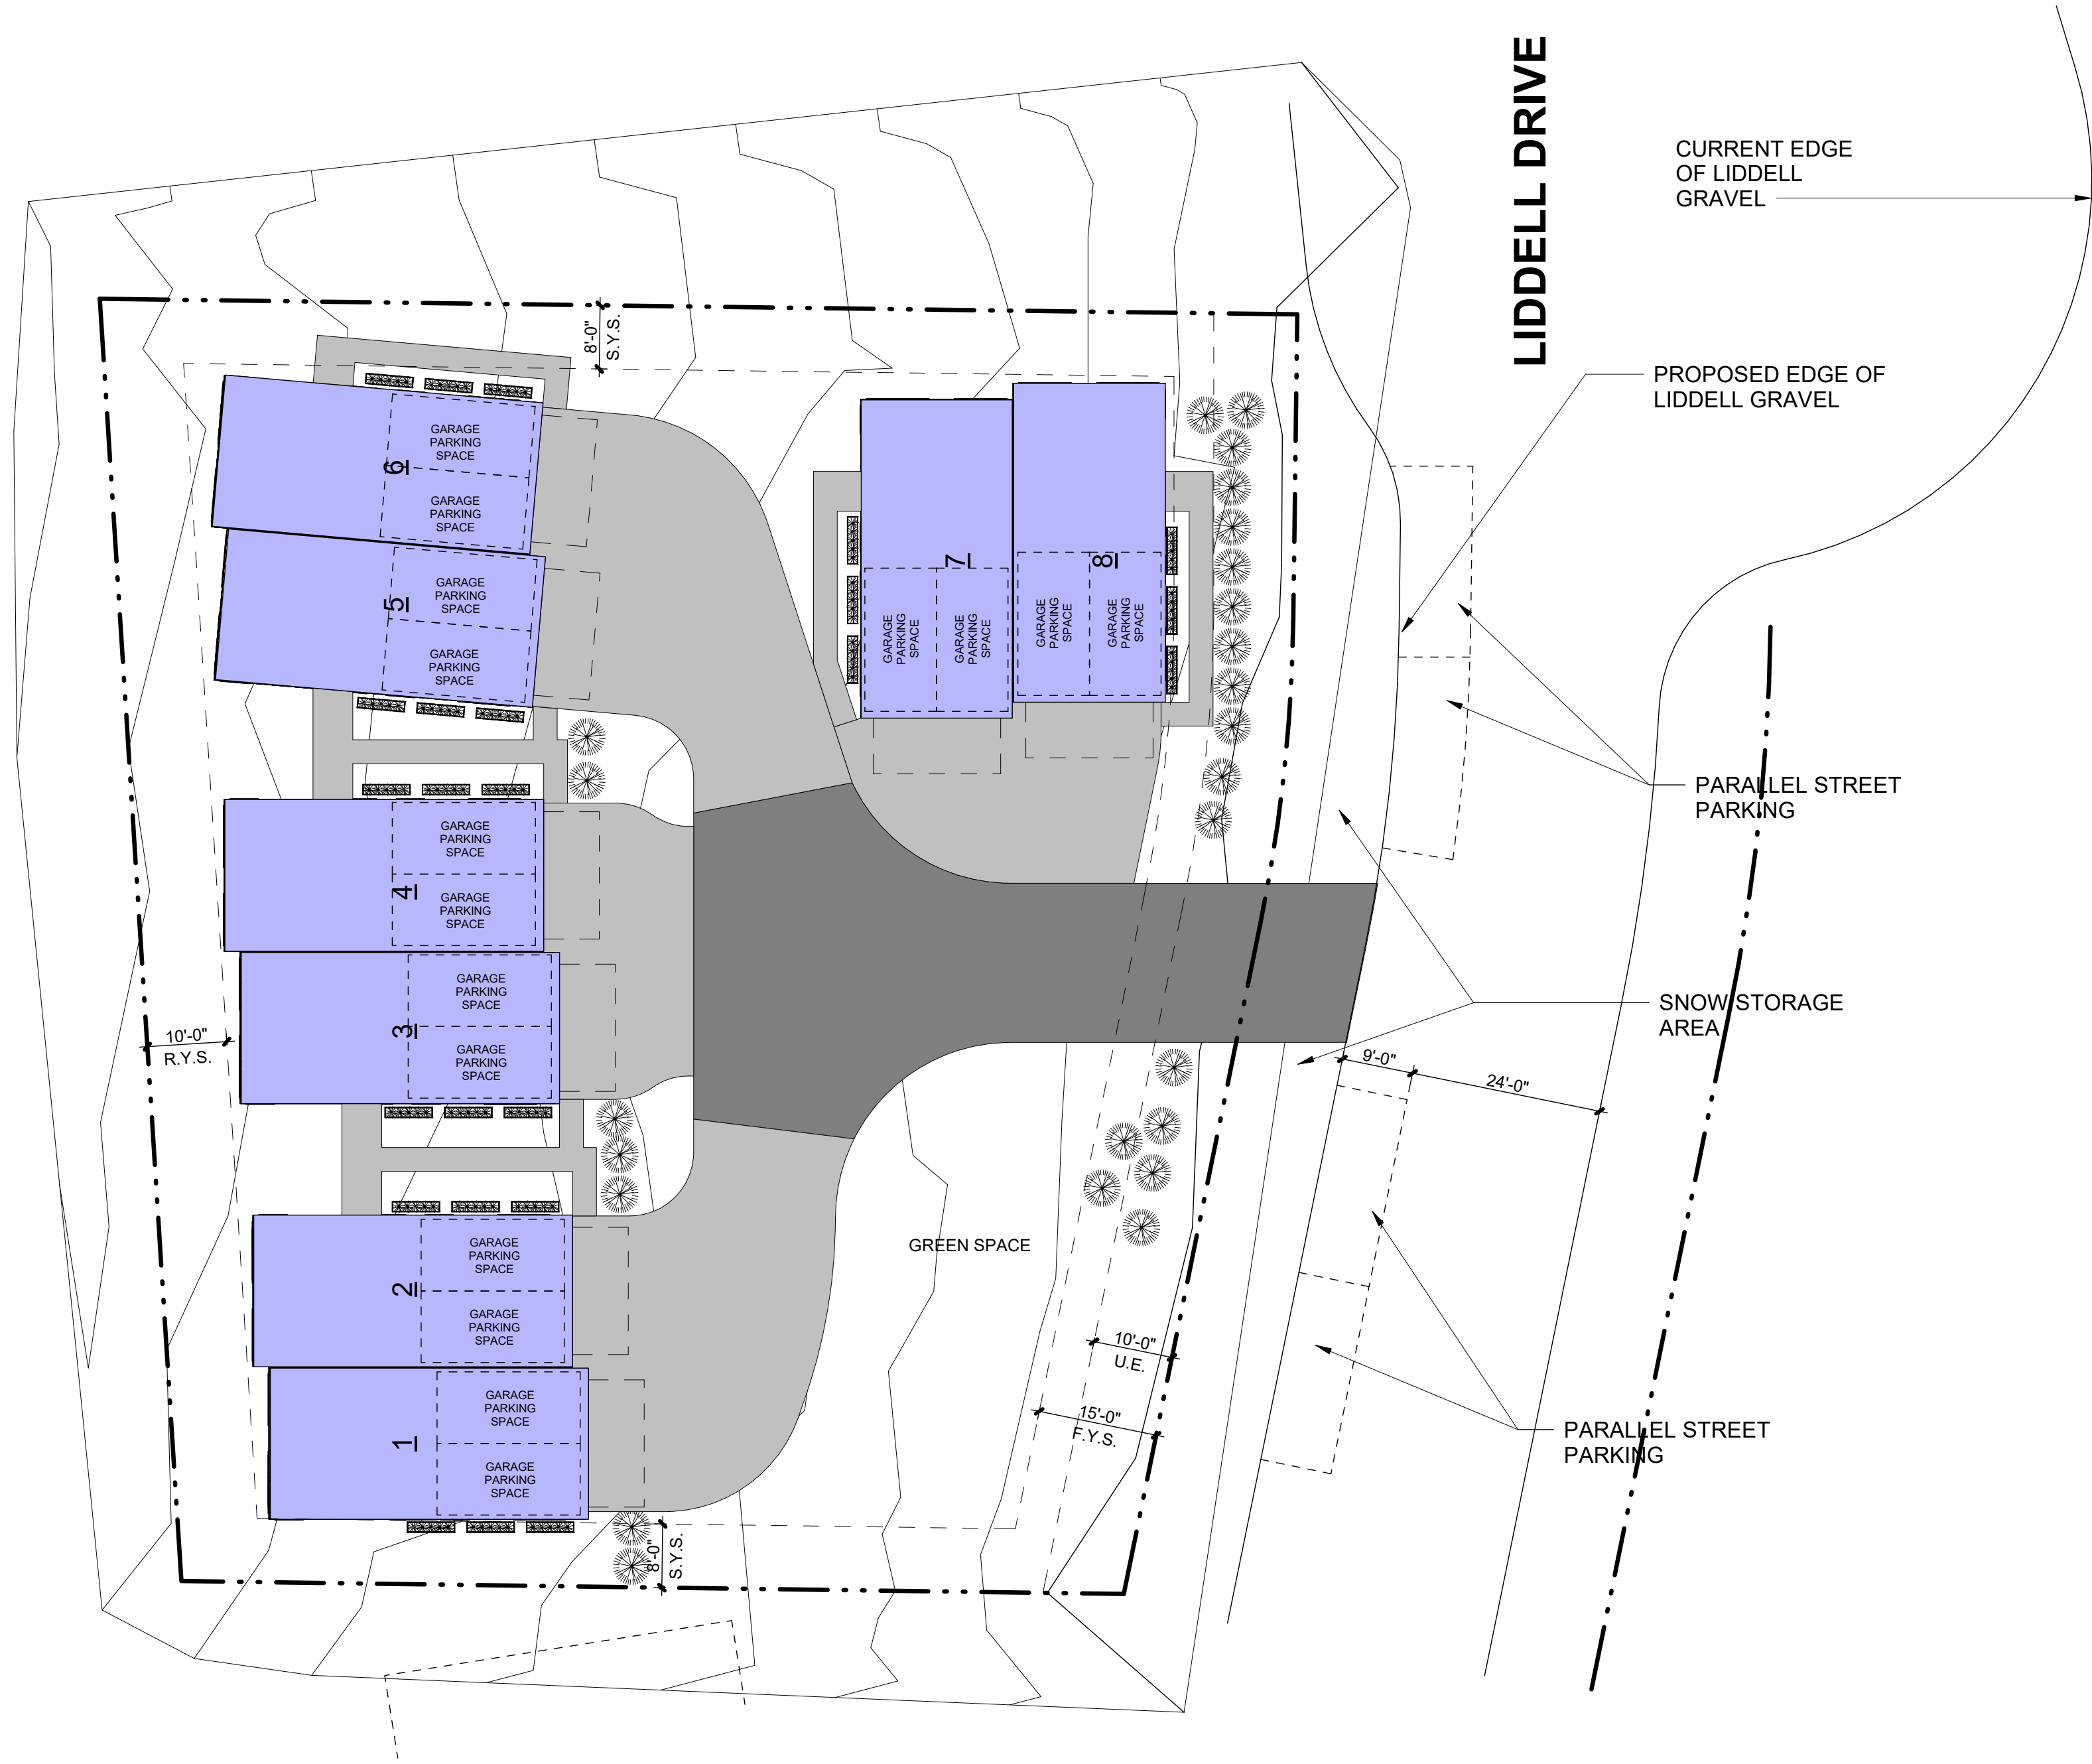 LIDDELL DRIVE
CURRENT EDGE
OF LIDDELL
GRAVEL
8'-0"
S.Y.S.
PROPOSED EDGE OF
LIDDELL GRAVEL
GARAGE
PARKING
SPACE
6
GARAGE
PARKING
SPACE
GARAGE
PARKING
SPACE
5
GARAGE
PARKING
SPACE
7
GARAGE
PARKING
SPACE
GARAGE
PARKING
SPACE
8
GARAGE
PARKING
SPACE
GARAGE
PARKING
SPACE
PARALLEL STREET
PARKING
GARAGE
PARKING
SPACE
4
GARAGE
PARKING
SPACE
GARAGE
PARKING
SPACE
3
GARAGE
PARKING
SPACE
10'-0"
R.Y.S.
SNOW STORAGE
AREA
9'-0"
24'-0"
GARAGE
PARKING
SPACE
2
GARAGE
PARKING
SPACE
GREEN SPACE
10'-0"
U.E.
15'-0"
F.Y.S.
GARAGE
PARKING
SPACE
1
GARAGE
PARKING
SPACE
PARALLEL STREET
PARKING
8'-0"
S.Y.S.